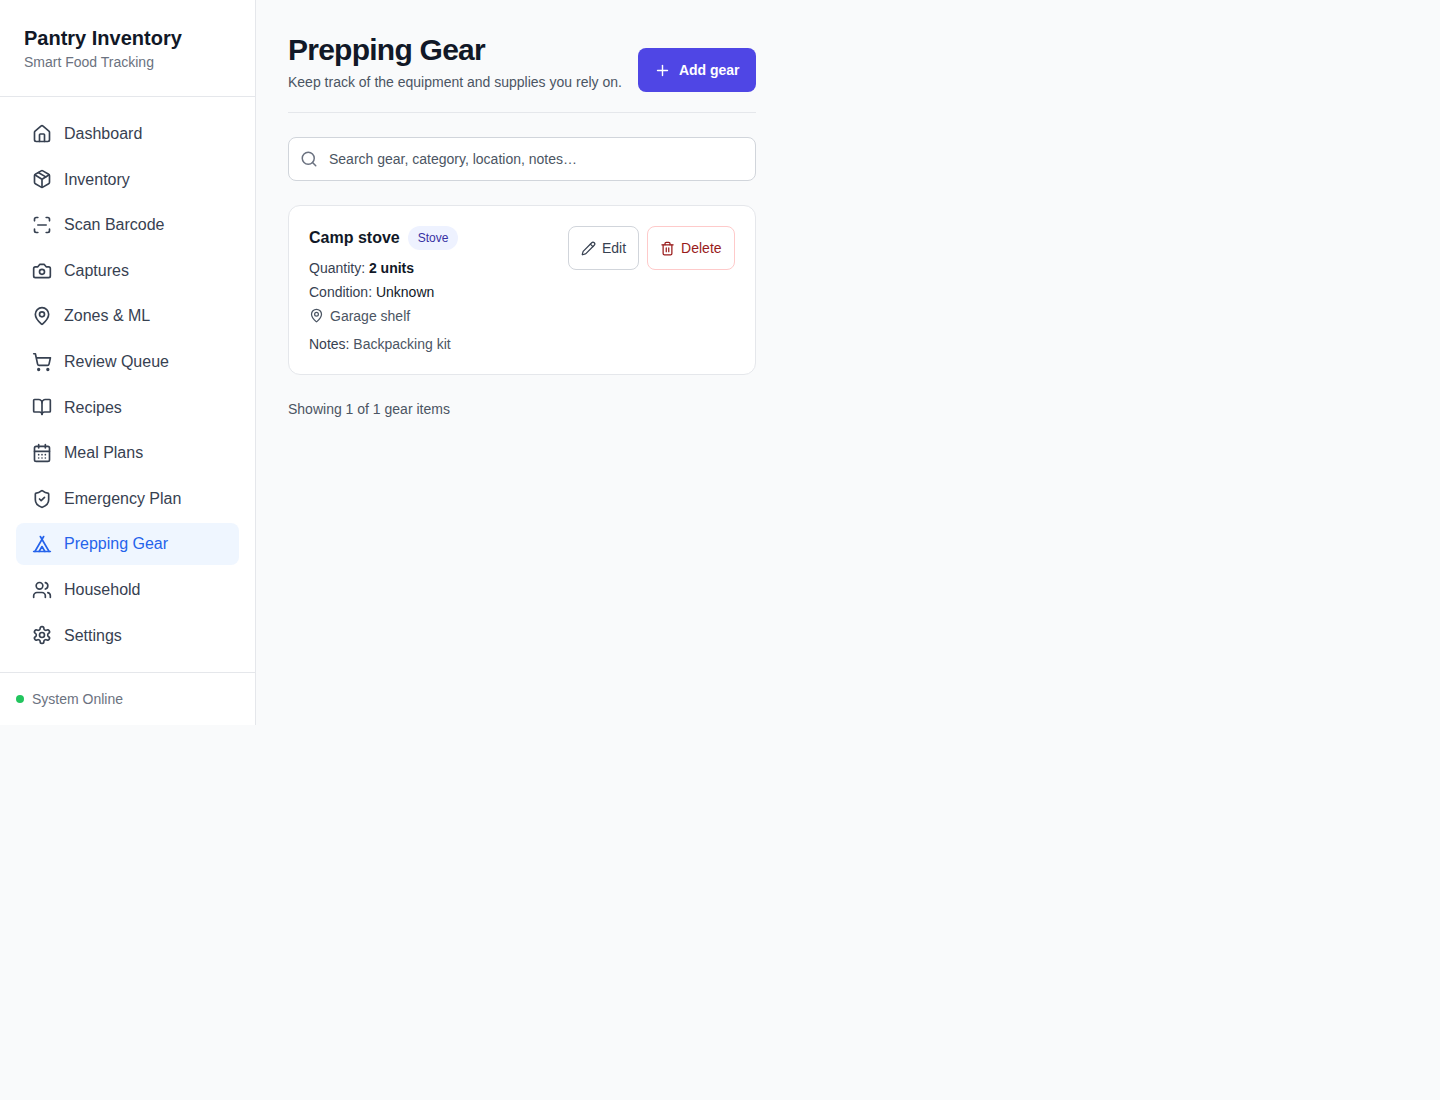 Pantry Inventory
Smart Food Tracking
Dashboard
Inventory
Scan Barcode
Captures
Zones & ML
Review Queue
Recipes
Meal Plans
Emergency Plan
Prepping Gear
Household
Settings
System Online
Prepping Gear
Keep track of the equipment and supplies you rely on.
Add gear
Search gear, category, location, notes…
Camp stove Stove
Edit Delete
Quantity: 2 units
Condition: Unknown
Garage shelf
Notes: Backpacking kit
Showing 1 of 1 gear items